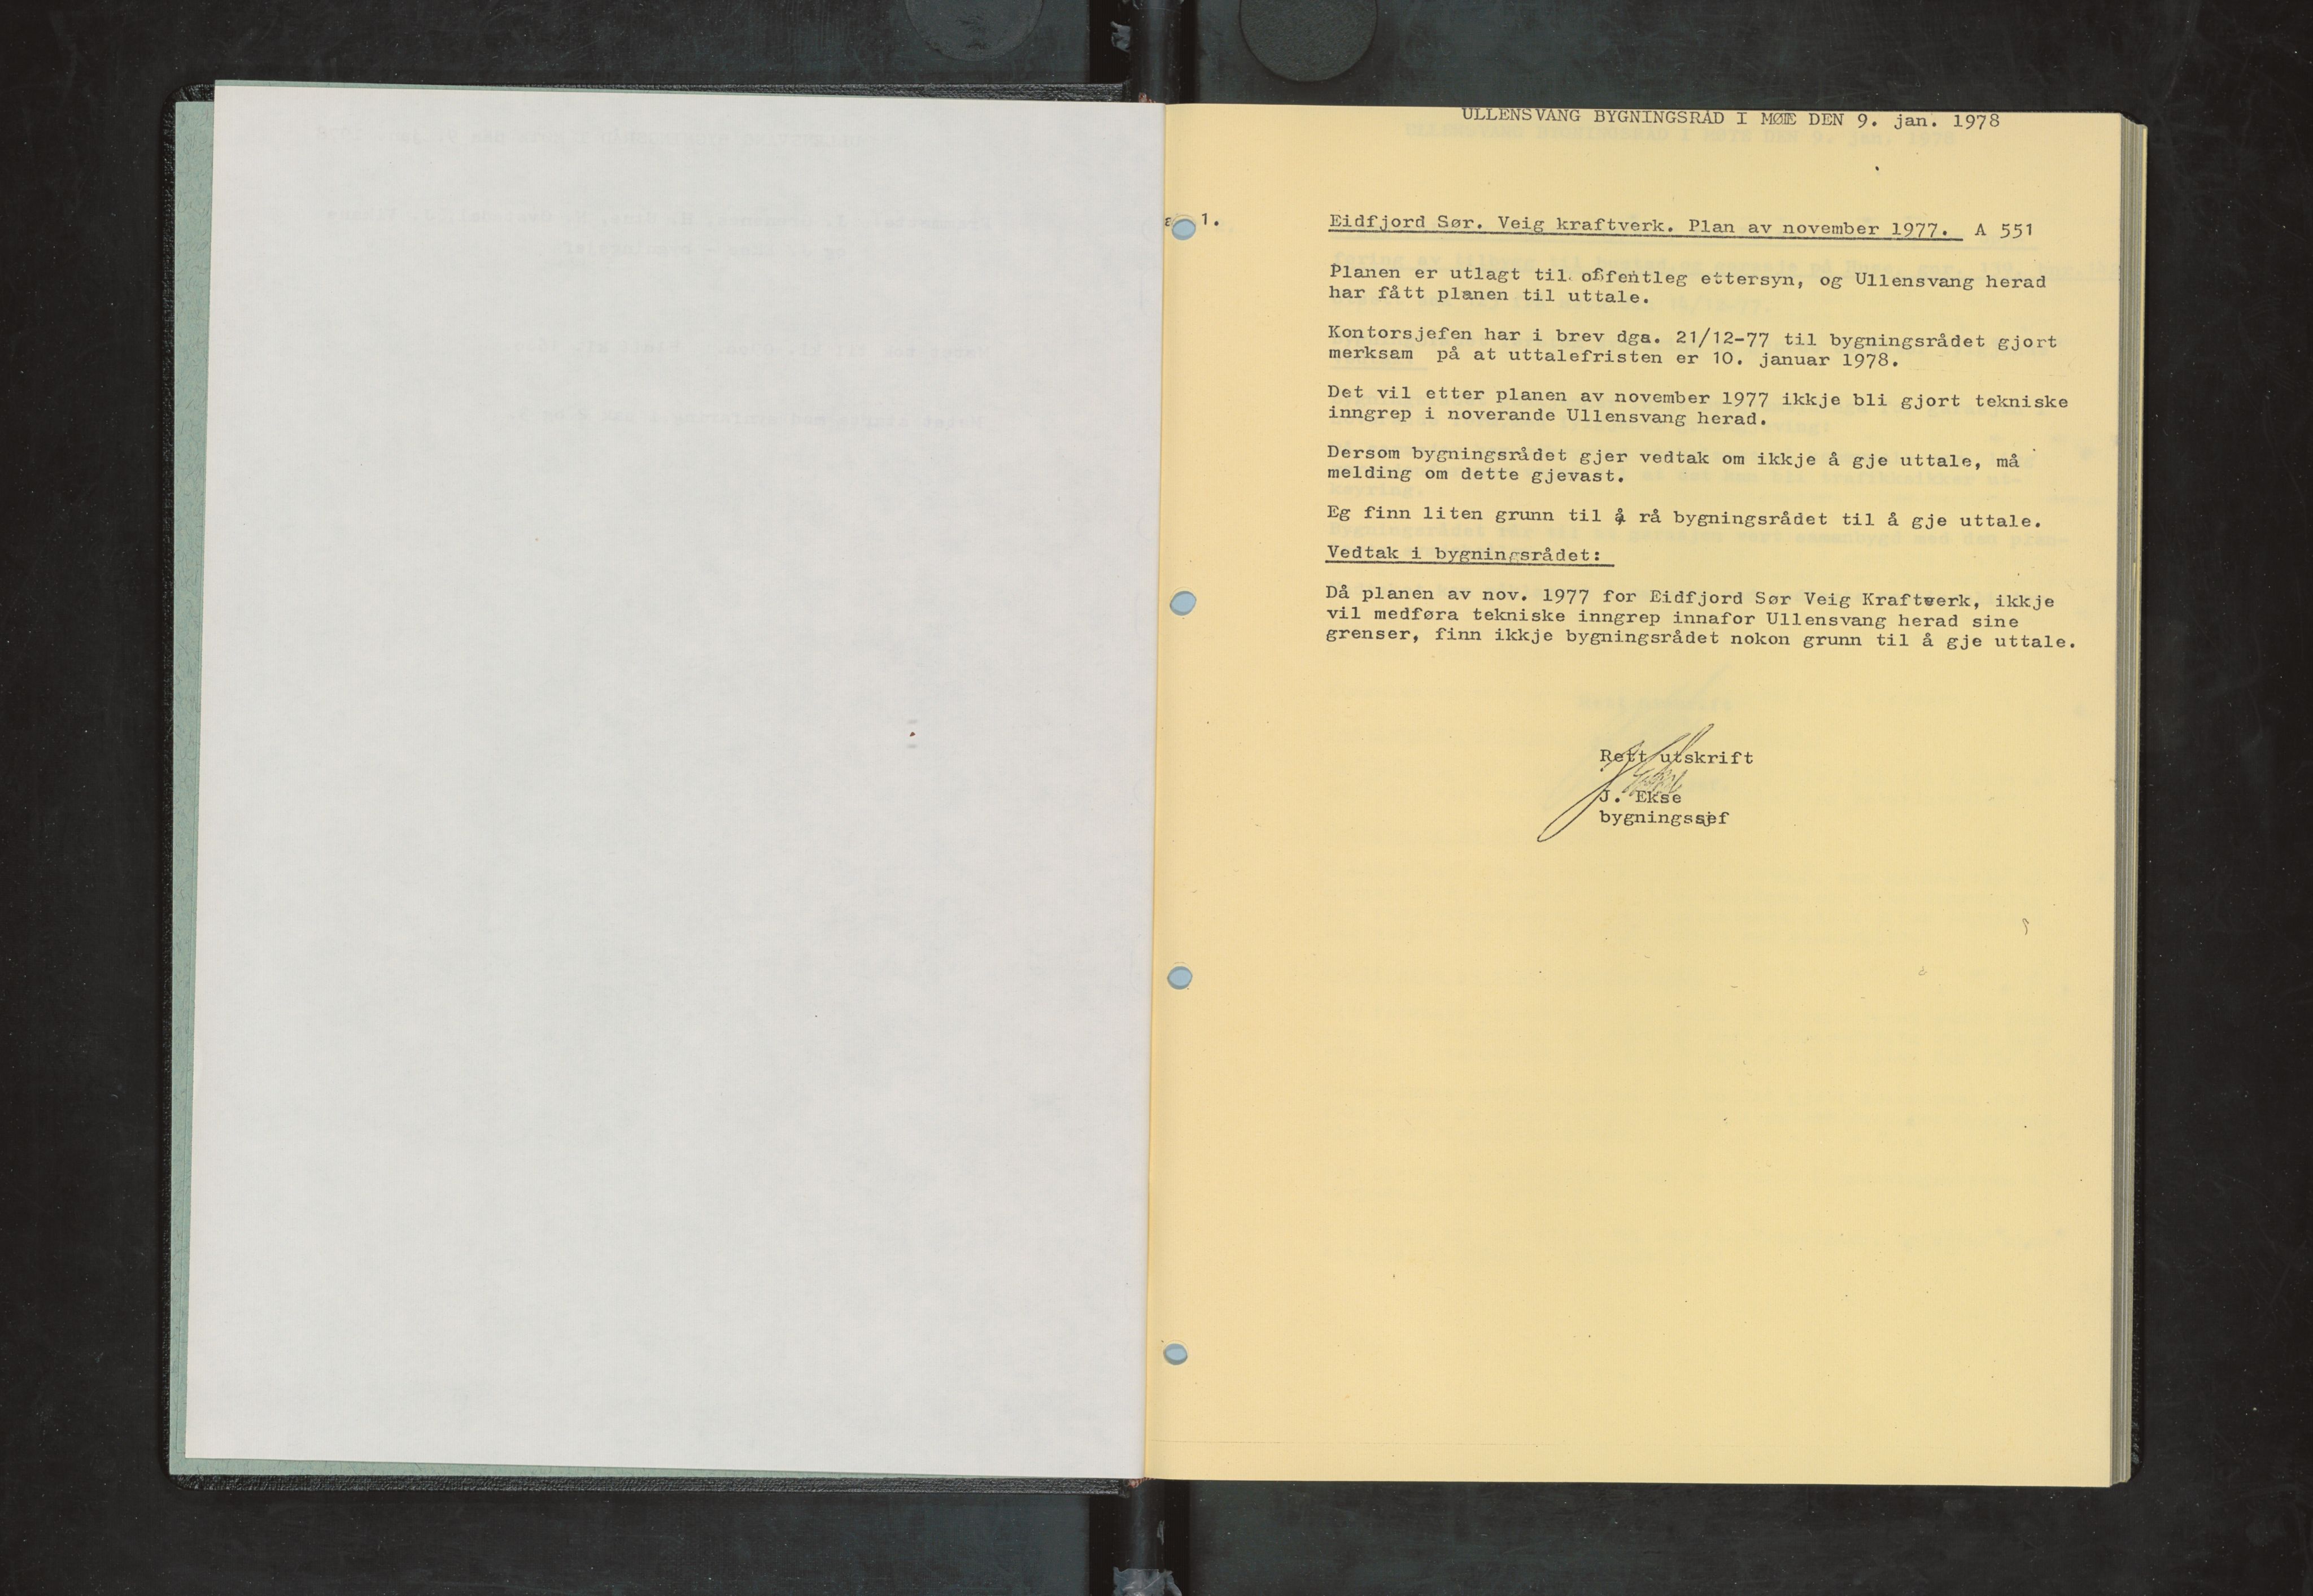 ULLENSVANG BYGNINGSRÅD I MØTE DEN 9. jan. 1978
1.
Eidfjord Sør. Veig kraftverk. Plan av november 1977. A 551
Planen er utlagt til offentleg ettersyn, og Ullensvang herad
har fått planen til uttale.
Kontorsjefen har i brev dgs. 21/12-77 til bygningsrådet gjort
merksam på at uttalefristen er 10. januar 1978.
Det vil etter planen av november 1977 ikkje bli gjort tekniske
inngrep i noverande Ullensvang herad.
Dersom bygningsrådet gjer vedtak om ikkje å gje uttale, må
melding om dette gjevast.
Eg finn liten grunn til å rå bygningsrådet til å gje uttale.
Vedtak i bygningsrådet:
Då planen av nov. 1977 for Eidfjord Sør Veig Kraftverk, ikkje
vil medføra tekniske inngrep innafor Ullensvang herad sine
grenser, finn ikkje bygningsrådet nokon grunn til å gje uttale.
Rett utskrift
J. Ekse
bygningssjef